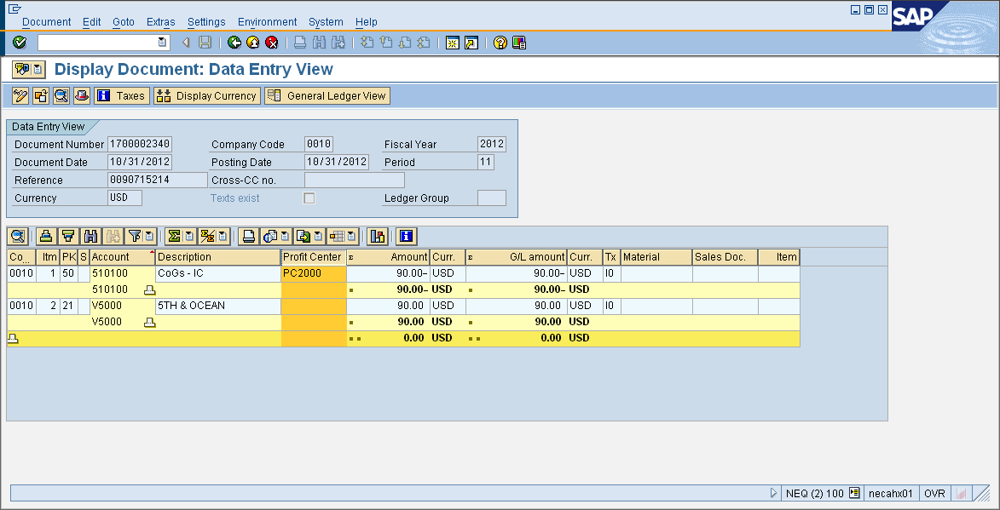 Document Edit Goto Extras Settings Environment System Help
SAP
Display Document: Data Entry View
Taxes Display Currency General Ledger View
Data Entry View
Document Number 1700002340 Company Code 0010 Fiscal Year 2012
Document Date 10/31/2012 Posting Date 10/31/2012 Period 11
Reference 0090715214 Cross-CC no.
Currency USD Texts exist Ledger Group
Co... Itm PK S Account Description Profit Center Σ Amount Curr. Σ G/L amount Curr. Tx Material Sales Doc. Item
0010 1 50 510100 CoGs - IC PC2000 90.00- USD 90.00- USD I0
510100 90.00- USD 90.00- USD
0010 2 21 V5000 5TH & OCEAN 90.00 USD 90.00 USD I0
V5000 90.00 USD 90.00 USD
0.00 USD 0.00 USD
NEQ (2) 100 necahx01 OVR